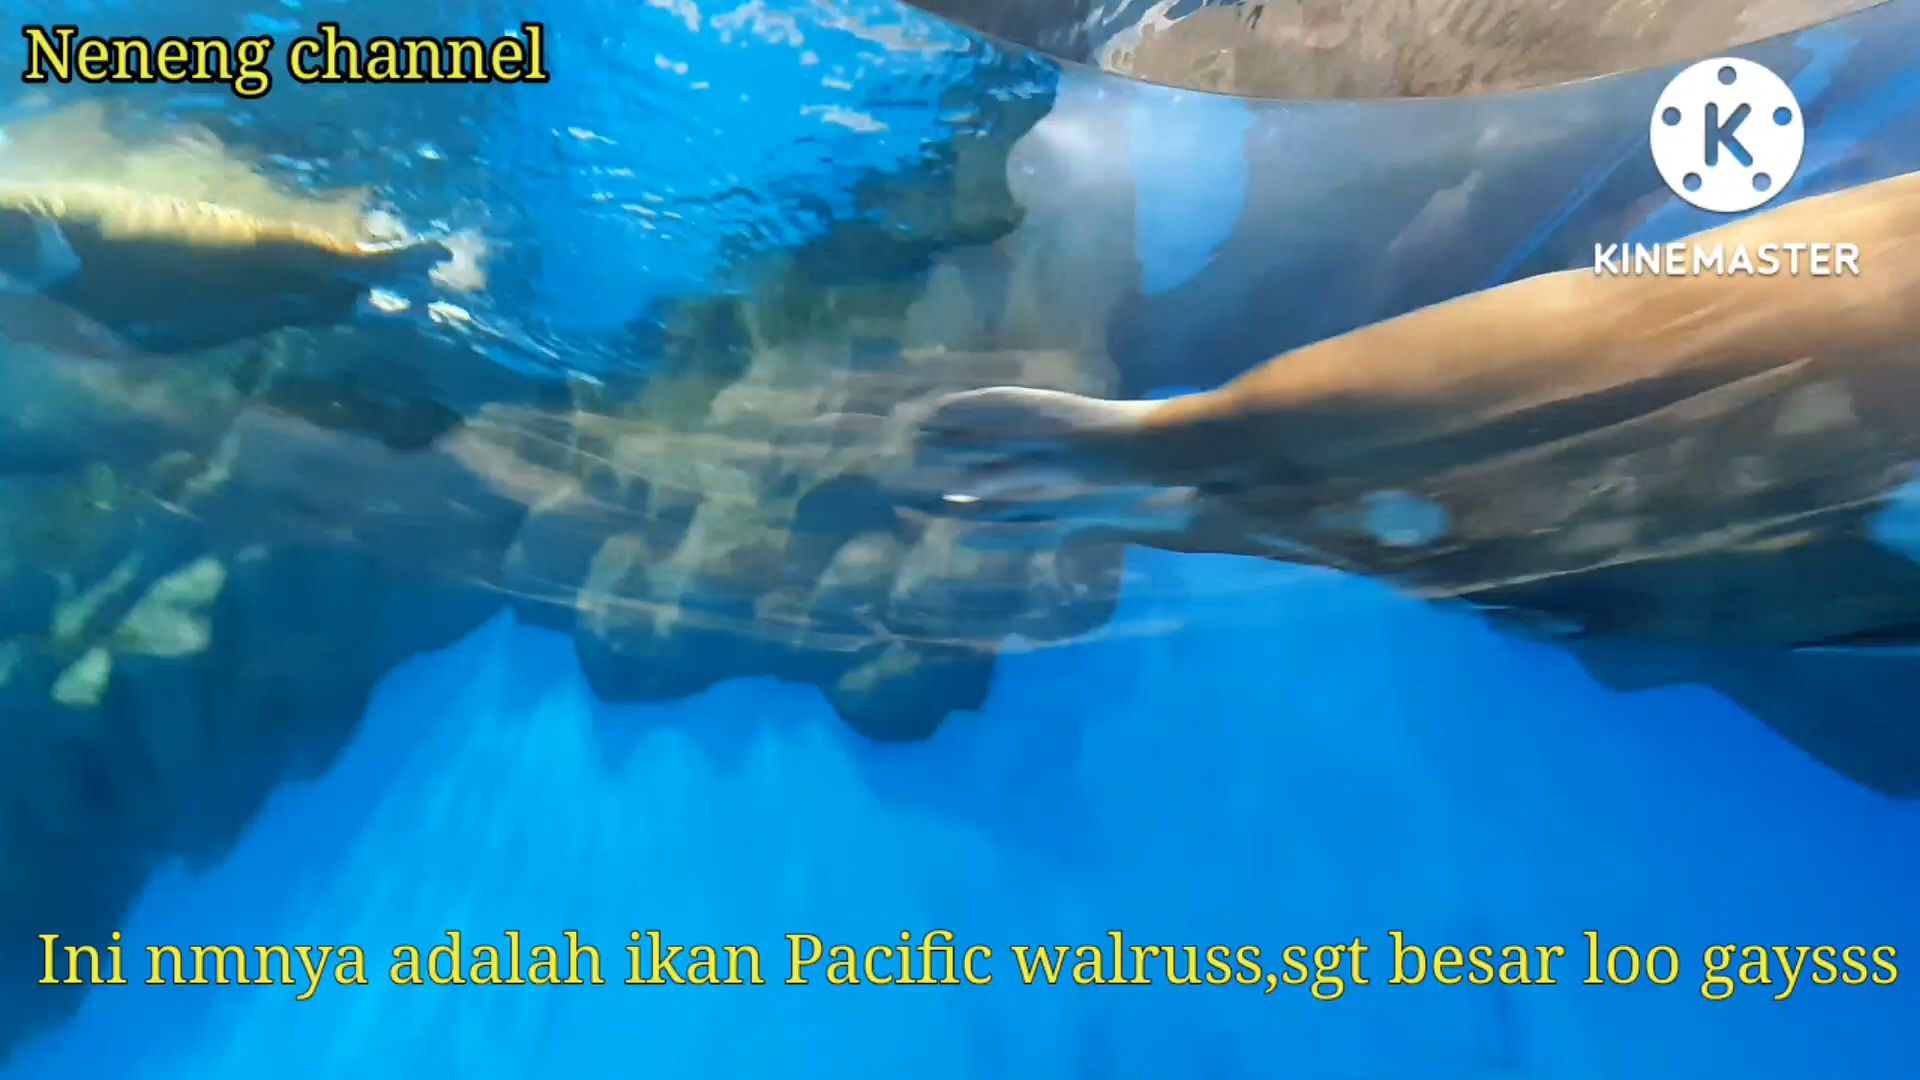 Neneng channel
K
KINEMASTER
Ini nmnya adalah ikan Pacific walruss,sgt besar loo gaysss